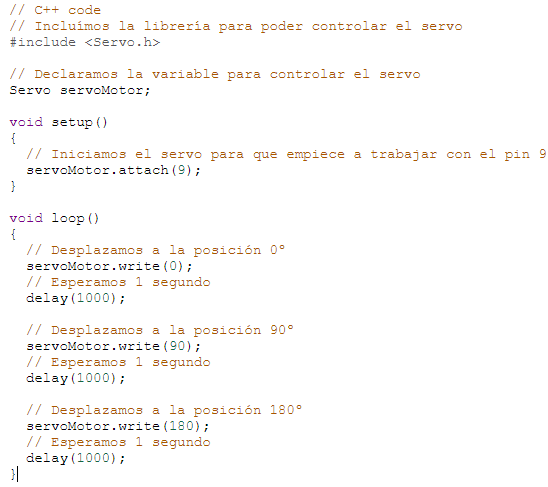 // C++ code
// Incluímos la librería para poder controlar el servo
#include <Servo.h>

// Declaramos la variable para controlar el servo
Servo servoMotor;

void setup()
{
  // Iniciamos el servo para que empiece a trabajar con el pin 9
  servoMotor.attach(9);
}

void loop()
{
  // Desplazamos a la posición 0º
  servoMotor.write(0);
  // Esperamos 1 segundo
  delay(1000);

  // Desplazamos a la posición 90º
  servoMotor.write(90);
  // Esperamos 1 segundo
  delay(1000);

  // Desplazamos a la posición 180º
  servoMotor.write(180);
  // Esperamos 1 segundo
  delay(1000);
}